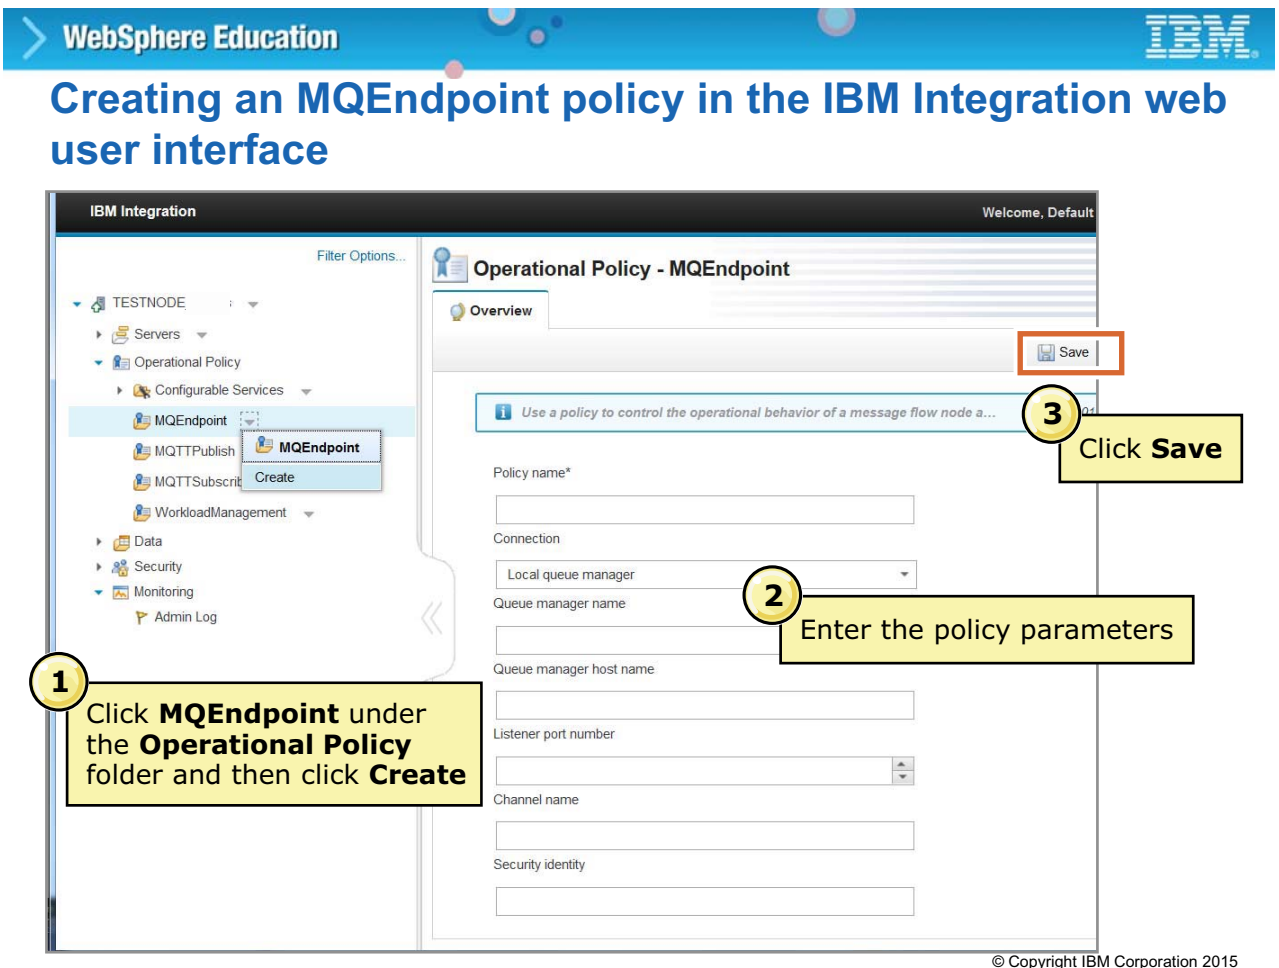 WebSphere Education
IBM
Creating an MQEndpoint policy in the IBM Integration web
user interface
IBM Integration
Welcome, Default
Filter Options...
TESTNODE
Servers
Operational Policy
Configurable Services
MQEndpoint
MQEndpoint
MQTTPublish
Create
MQTTSubscrib
WorkloadManagement
Data
Security
Monitoring
Admin Log
Operational Policy - MQEndpoint
Overview
Save
Use a policy to control the operational behavior of a message flow node a...
3
Click Save
Policy name*
Connection
Local queue manager
2
Enter the policy parameters
Queue manager name
Queue manager host name
Listener port number
Channel name
Security identity
1
Click MQEndpoint under
the Operational Policy
folder and then click Create
© Copyright IBM Corporation 2015